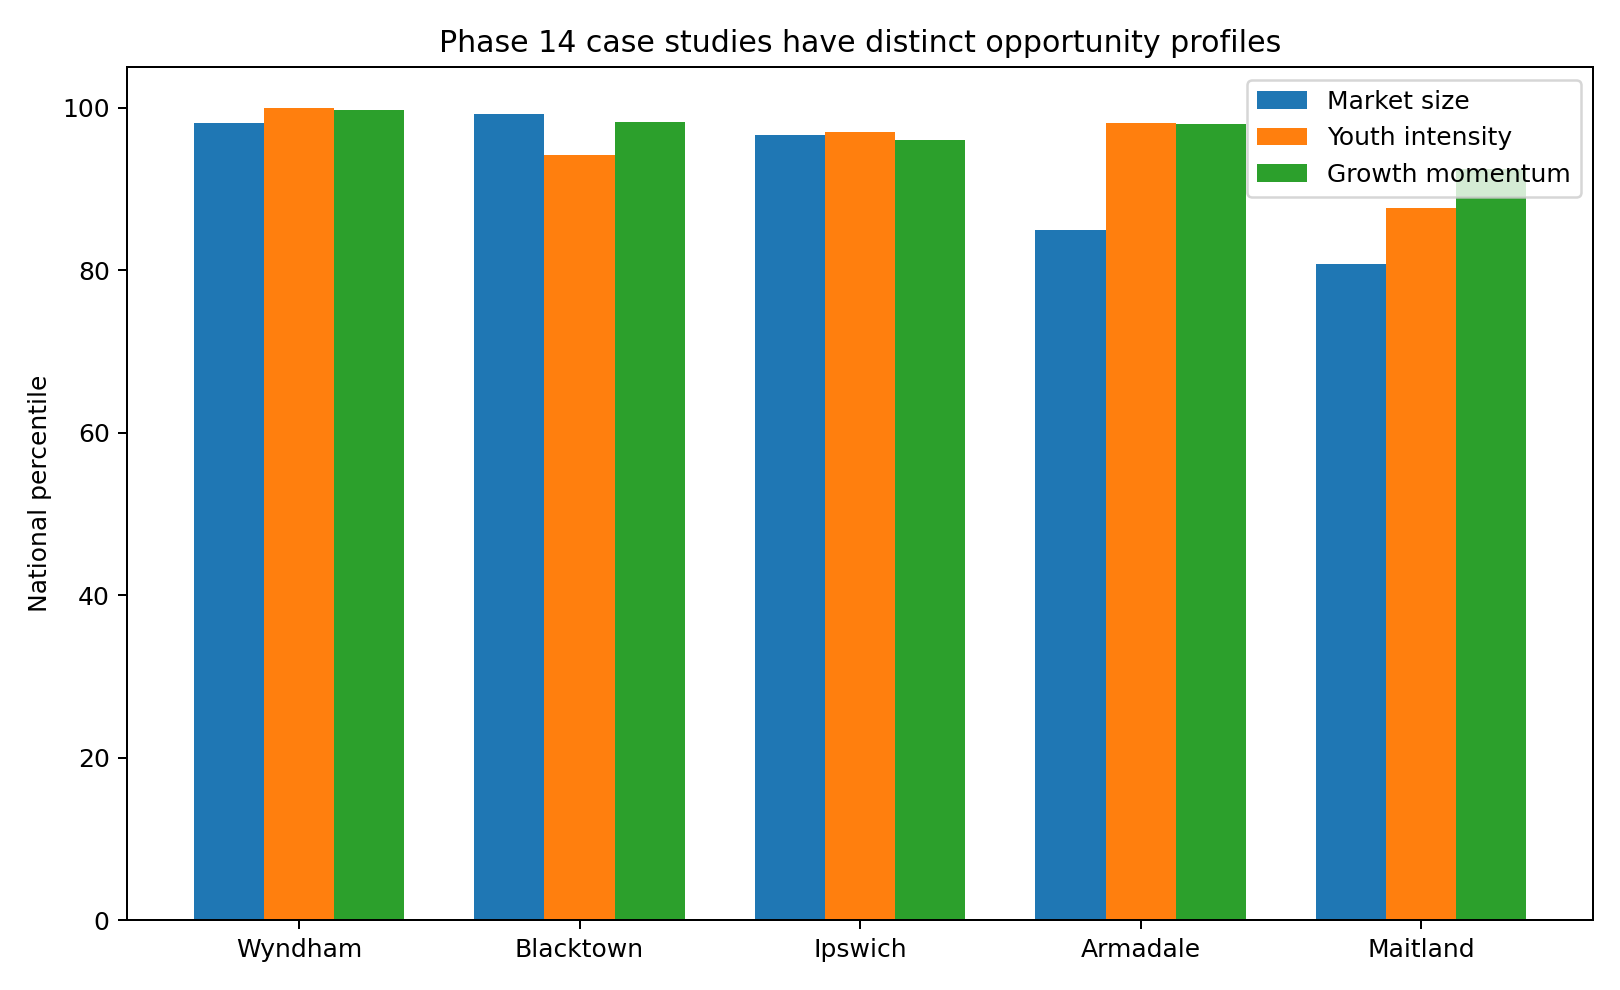 Phase 14 case studies have distinct opportunity profiles
Market size
Youth intensity
Growth momentum
National percentile
100
80
60
40
20
0
Wyndham
Blacktown
Ipswich
Armadale
Maitland